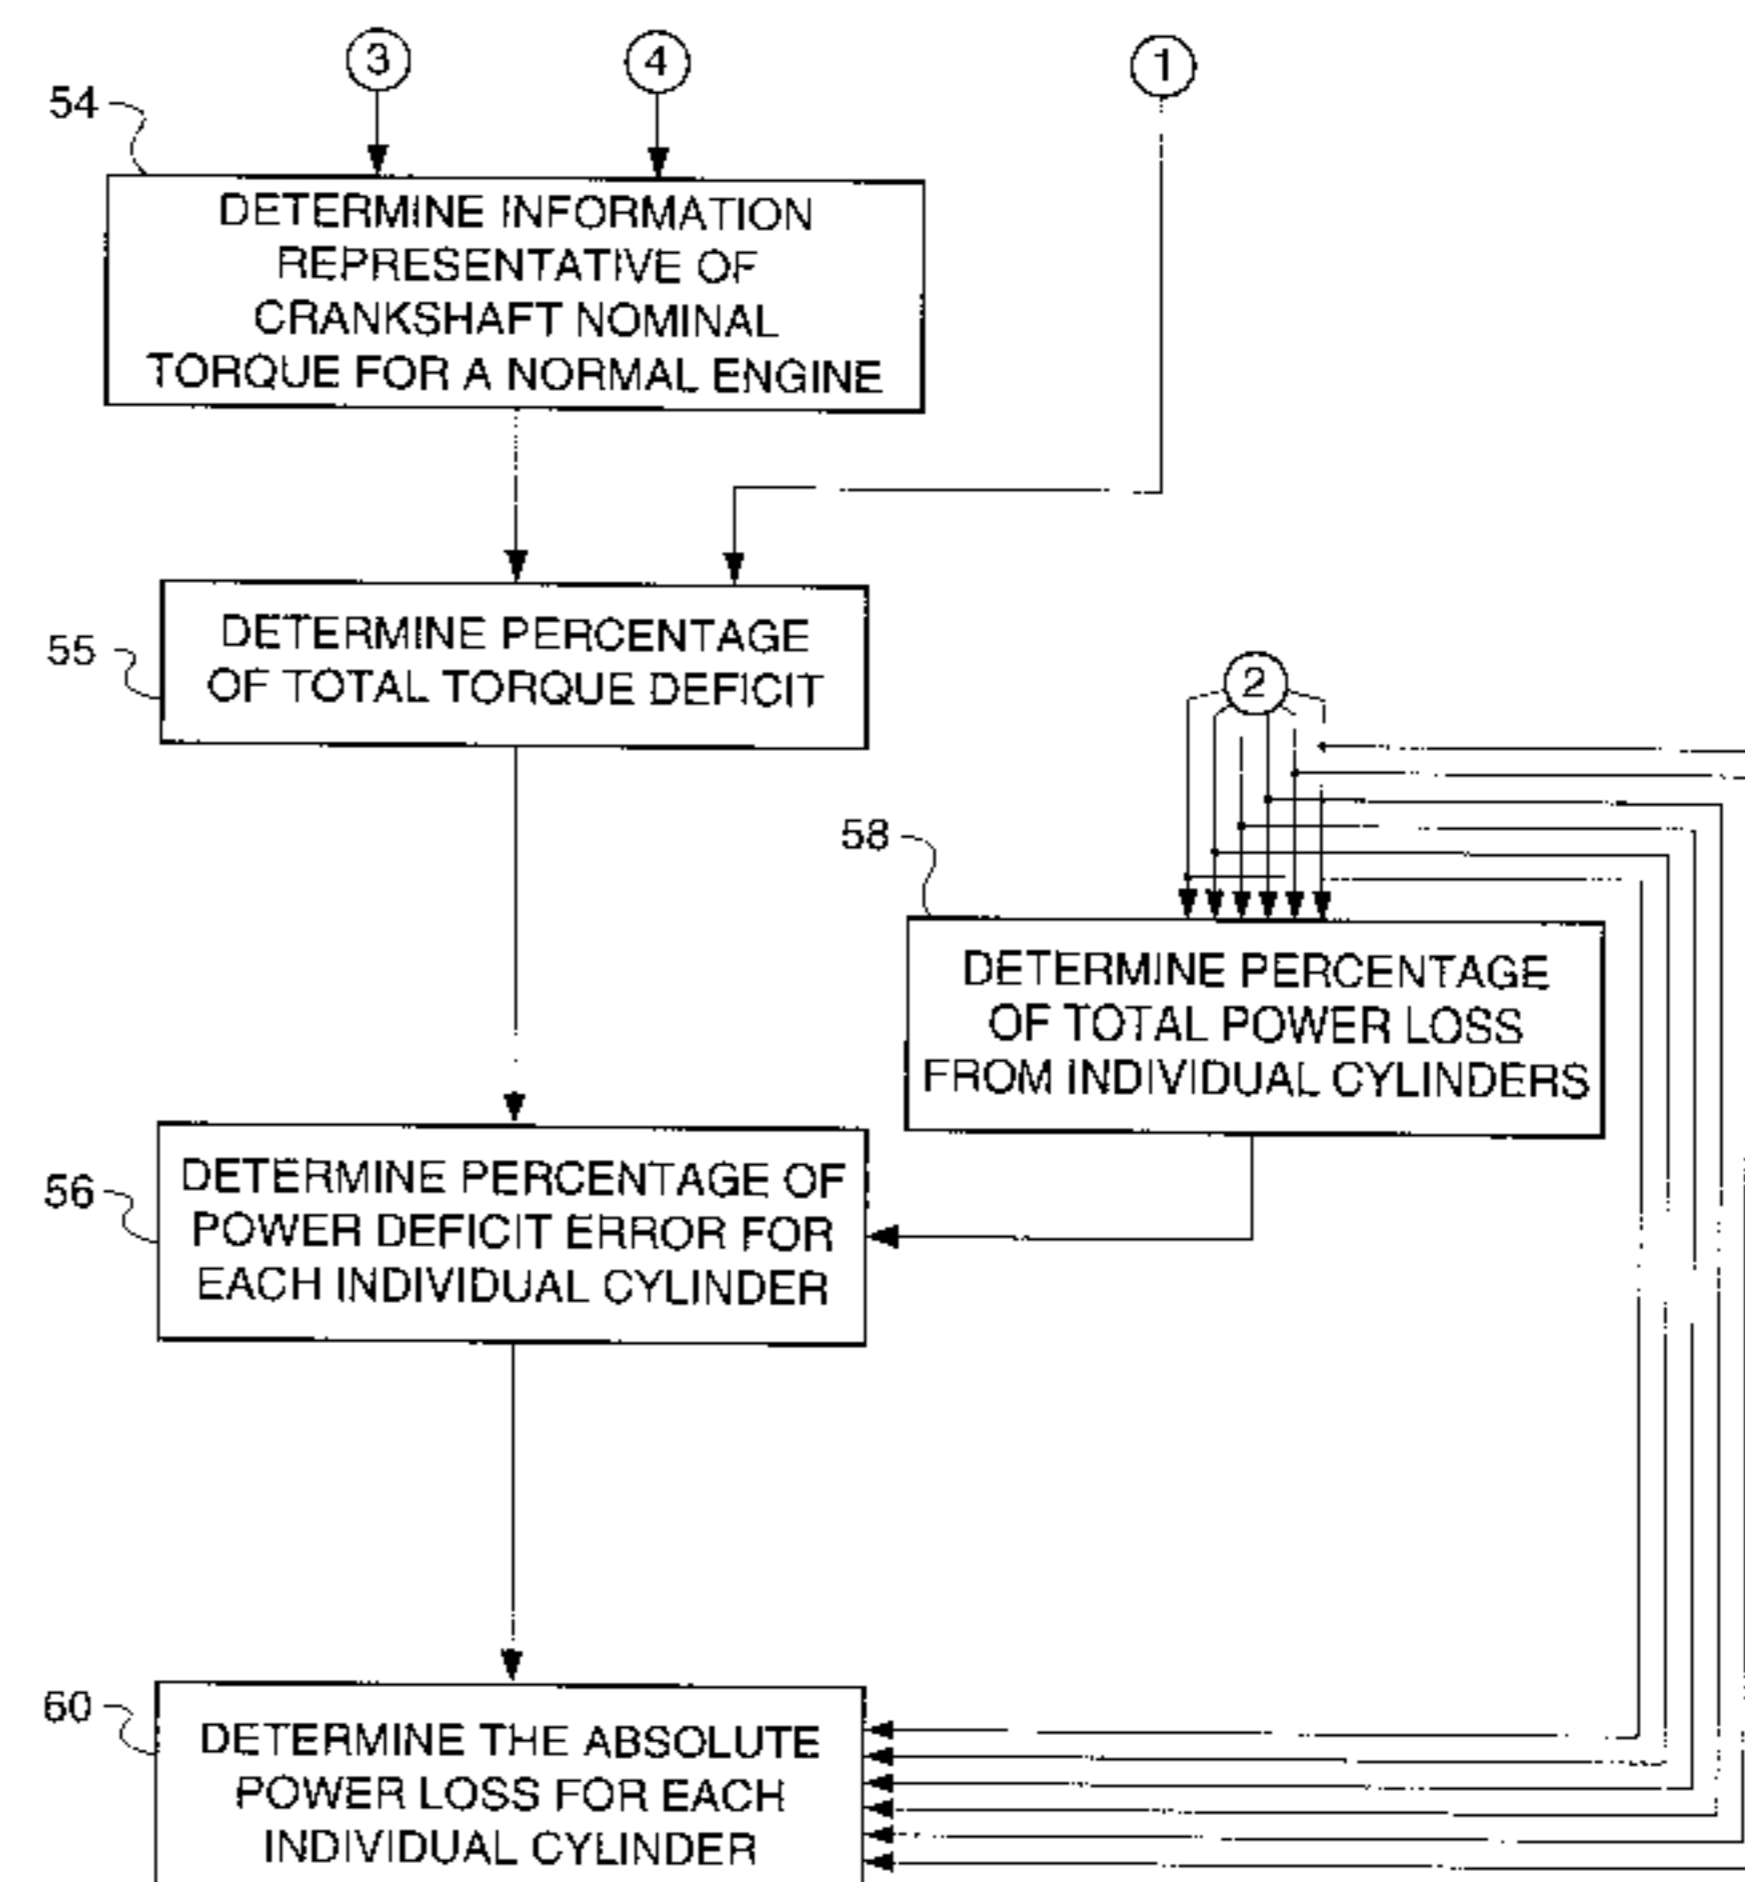 3
4
1
54
DETERMINE INFORMATION
REPRESENTATIVE OF
CRANKSHAFT NOMINAL
TORQUE FOR A NORMAL ENGINE
55
DETERMINE PERCENTAGE
OF TOTAL TORQUE DEFICIT
2
58
DETERMINE PERCENTAGE
OF TOTAL POWER LOSS
FROM INDIVIDUAL CYLINDERS
56
DETERMINE PERCENTAGE OF
POWER DEFICIT ERROR FOR
EACH INDIVIDUAL CYLINDER
60
DETERMINE THE ABSOLUTE
POWER LOSS FOR EACH
INDIVIDUAL CYLINDER